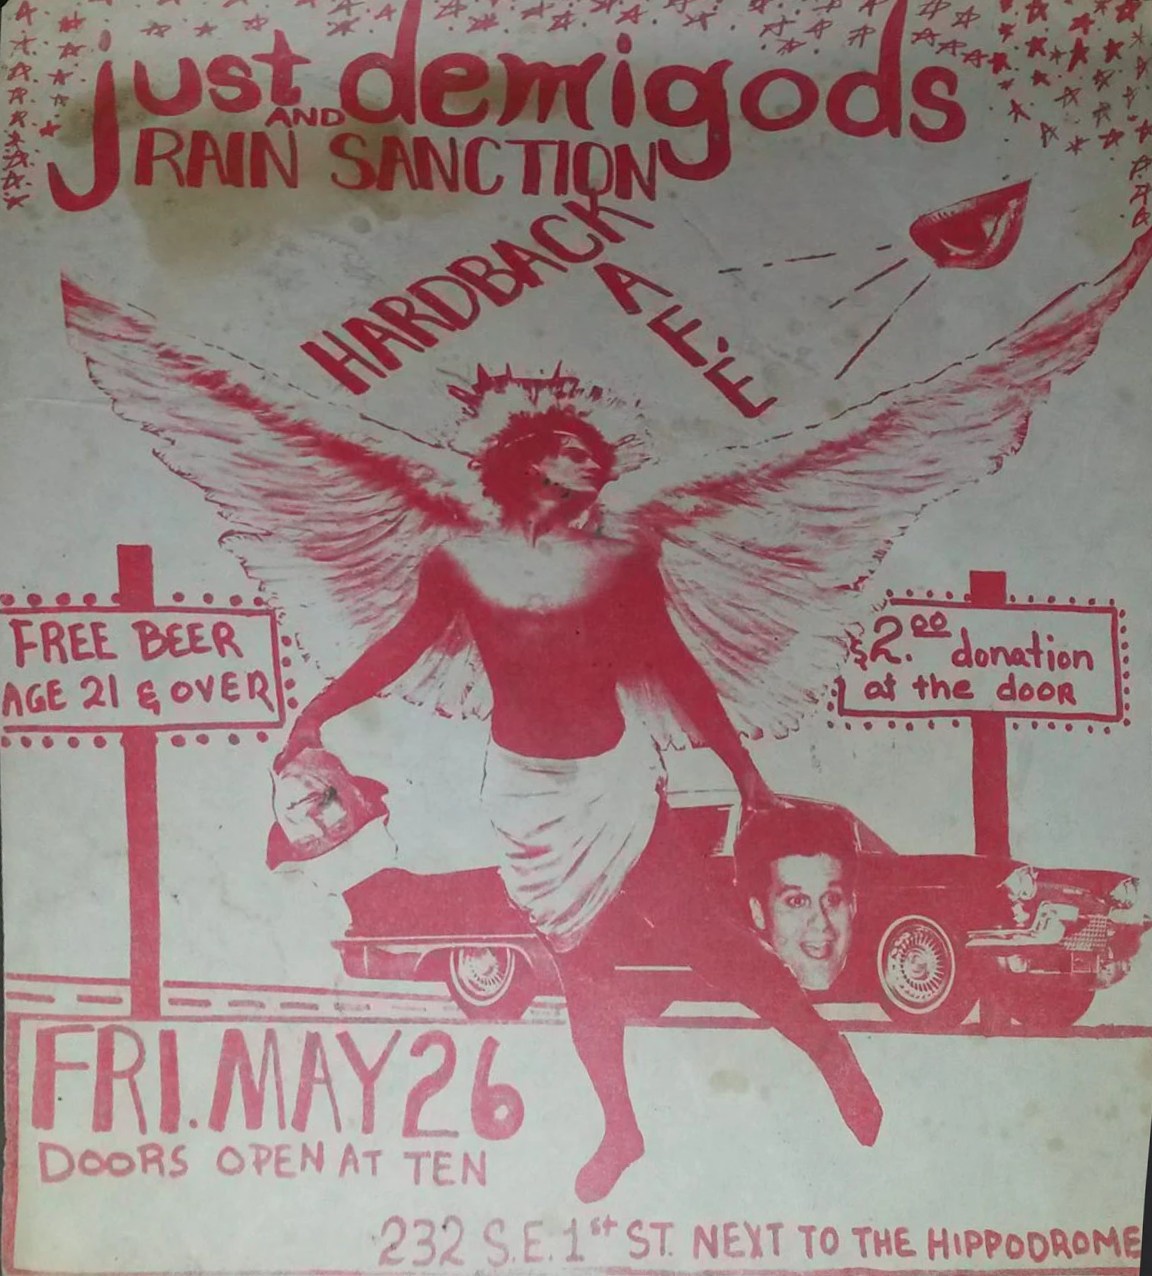 just demigods
AND
RAIN SANCTION
HARDBACK
CAFE
FREE BEER
AGE 21 & OVER
$2.00 donation
at the door
FRI. MAY 26
DOORS OPEN AT TEN
232 S.E. 1st ST. NEXT TO THE HIPPODROME